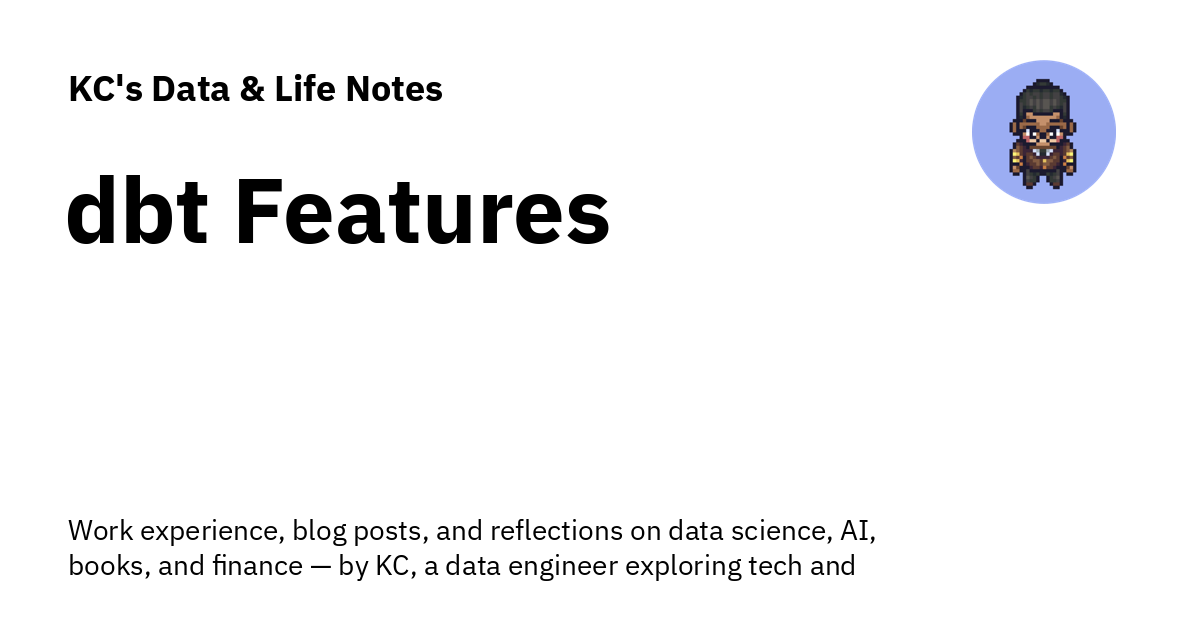 KC's Data & Life Notes
dbt Features
Work experience, blog posts, and reflections on data science, AI,
books, and finance — by KC, a data engineer exploring tech and